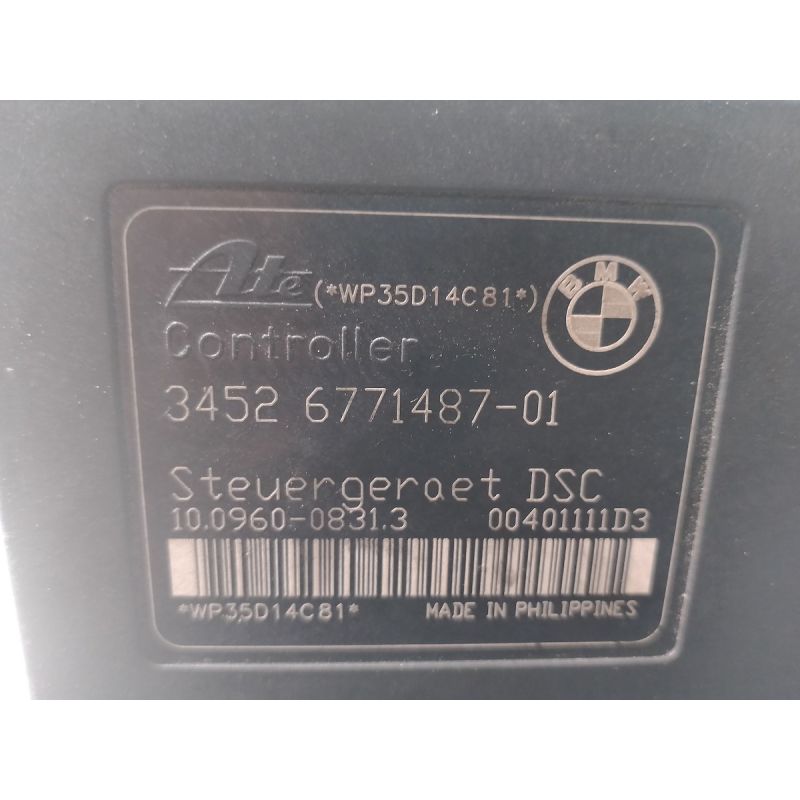 Ate (*WP35D14C81*) BMW
Controller
3452 6771487-01
Steuergeraet DSC
10.0960-0831.3 00401111D3
*WP35D14C81* MADE IN PHILIPPINES